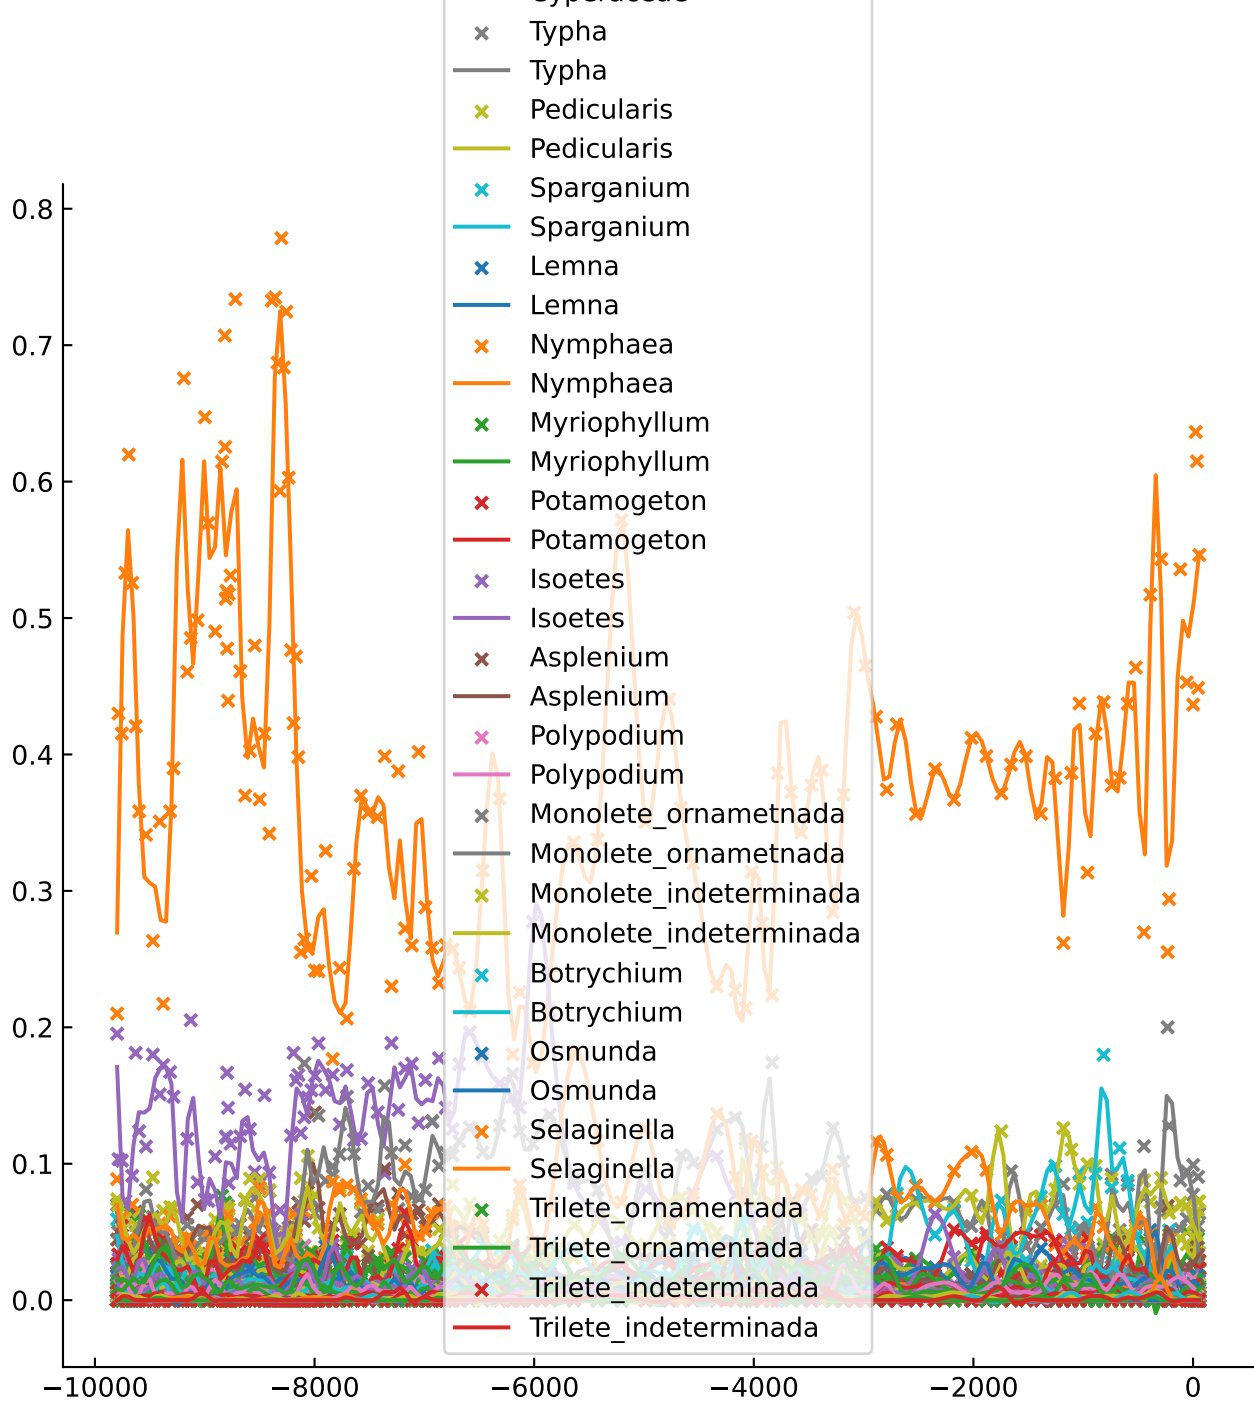 Typha
Typha
Pedicularis
Pedicularis
Sparganium
Sparganium
Lemna
Lemna
Nymphaea
Nymphaea
Myriophyllum
Myriophyllum
Potamogeton
Potamogeton
Isoetes
Isoetes
Asplenium
Asplenium
Polypodium
Polypodium
Monolete_ornametnada
Monolete_ornametnada
Monolete_indeterminada
Monolete_indeterminada
Botrychium
Botrychium
Osmunda
Osmunda
Selaginella
Selaginella
Trilete_ornamentada
Trilete_ornamentada
Trilete_indeterminada
Trilete_indeterminada
0.8
0.7
0.6
0.5
0.4
0.3
0.2
0.1
0.0
−10000 −8000 −6000 −4000 −2000 0